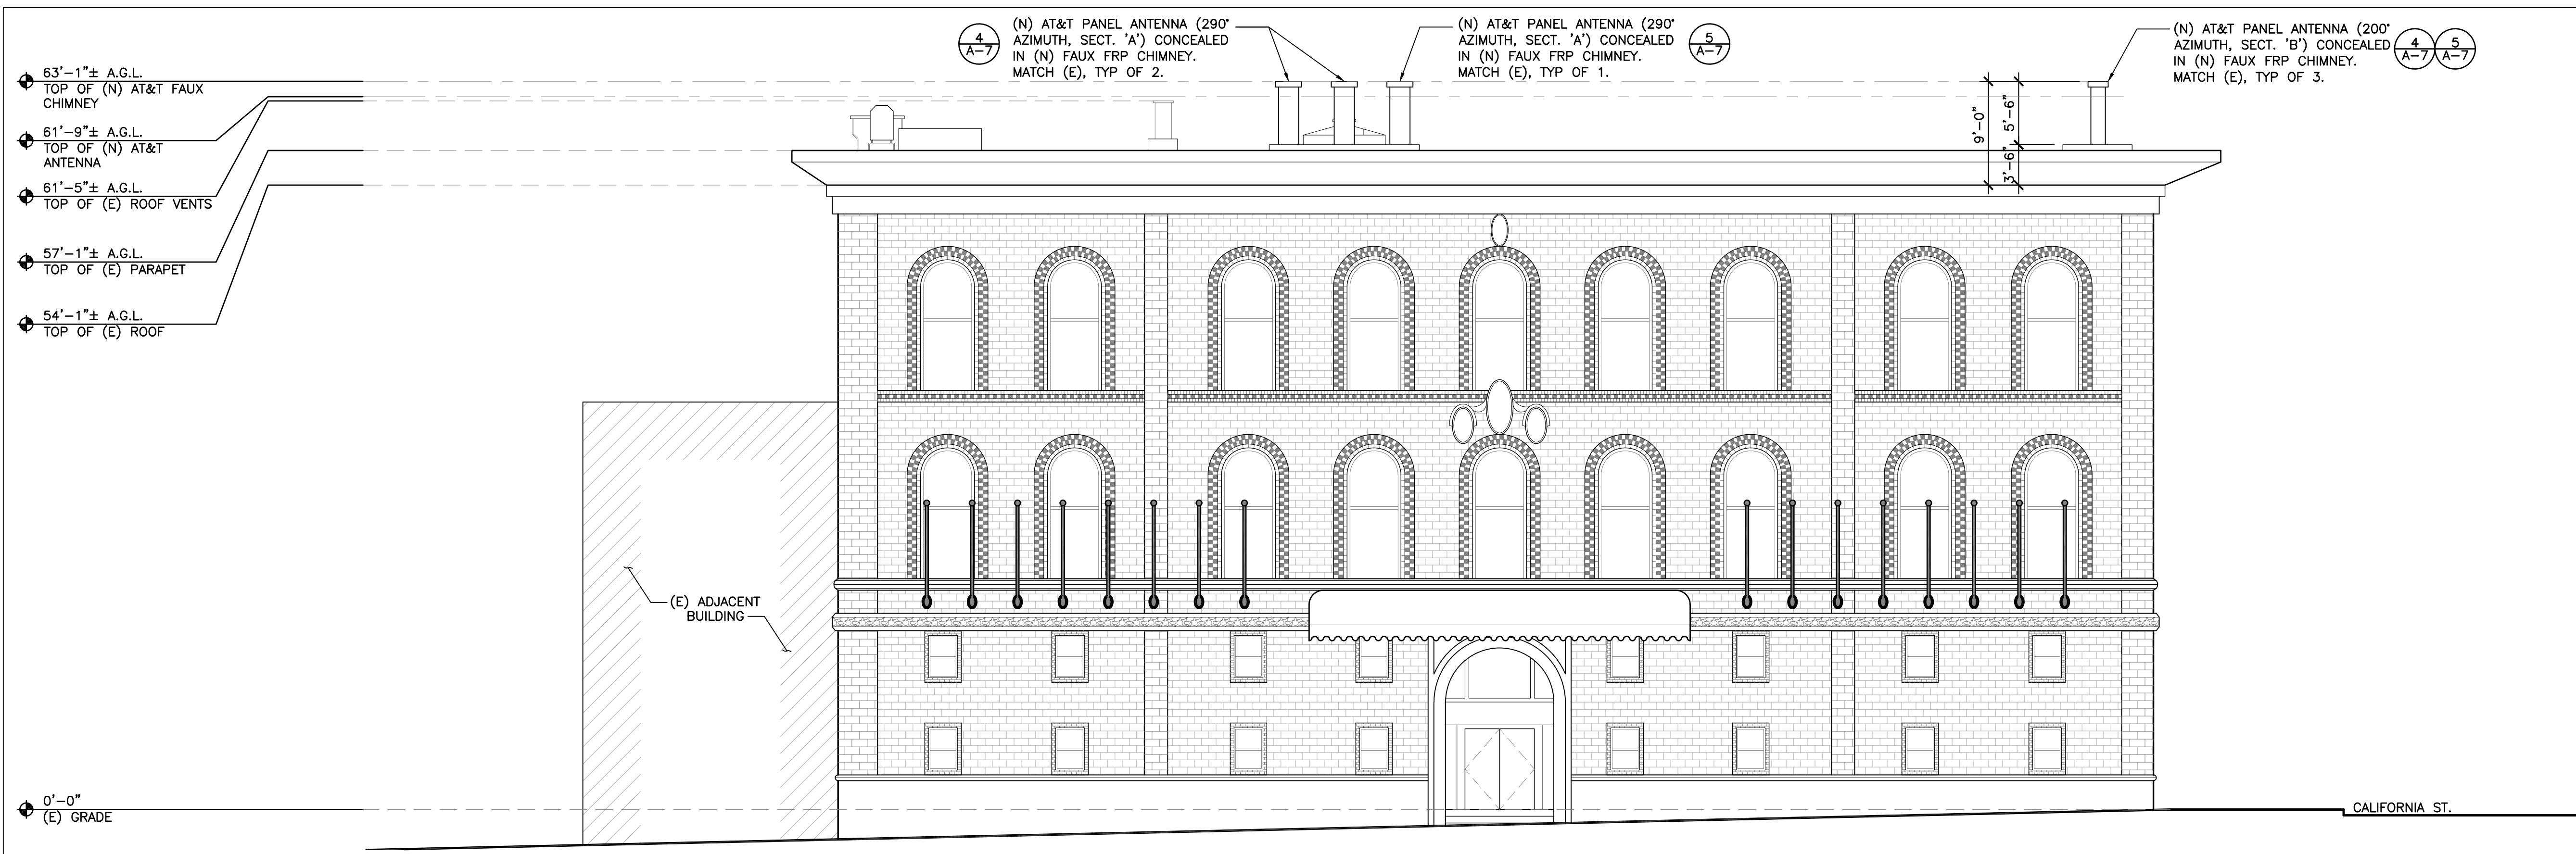 4
A-7
(N) AT&T PANEL ANTENNA (290°
AZIMUTH, SECT. 'A') CONCEALED
IN (N) FAUX FRP CHIMNEY.
MATCH (E), TYP OF 2.
(N) AT&T PANEL ANTENNA (290°
AZIMUTH, SECT. 'A') CONCEALED
IN (N) FAUX FRP CHIMNEY.
MATCH (E), TYP OF 1.
5
A-7
(N) AT&T PANEL ANTENNA (200°
AZIMUTH, SECT. 'B') CONCEALED
IN (N) FAUX FRP CHIMNEY.
MATCH (E), TYP OF 3.
4
A-7
5
A-7
63'-1"± A.G.L.
TOP OF (N) AT&T FAUX
CHIMNEY
61'-9"± A.G.L.
TOP OF (N) AT&T
ANTENNA
61'-5"± A.G.L.
TOP OF (E) ROOF VENTS
57'-1"± A.G.L.
TOP OF (E) PARAPET
54'-1"± A.G.L.
TOP OF (E) ROOF
9'-0"
5'-6"
3'-6"
(E) ADJACENT
BUILDING
0'-0"
(E) GRADE
CALIFORNIA ST.